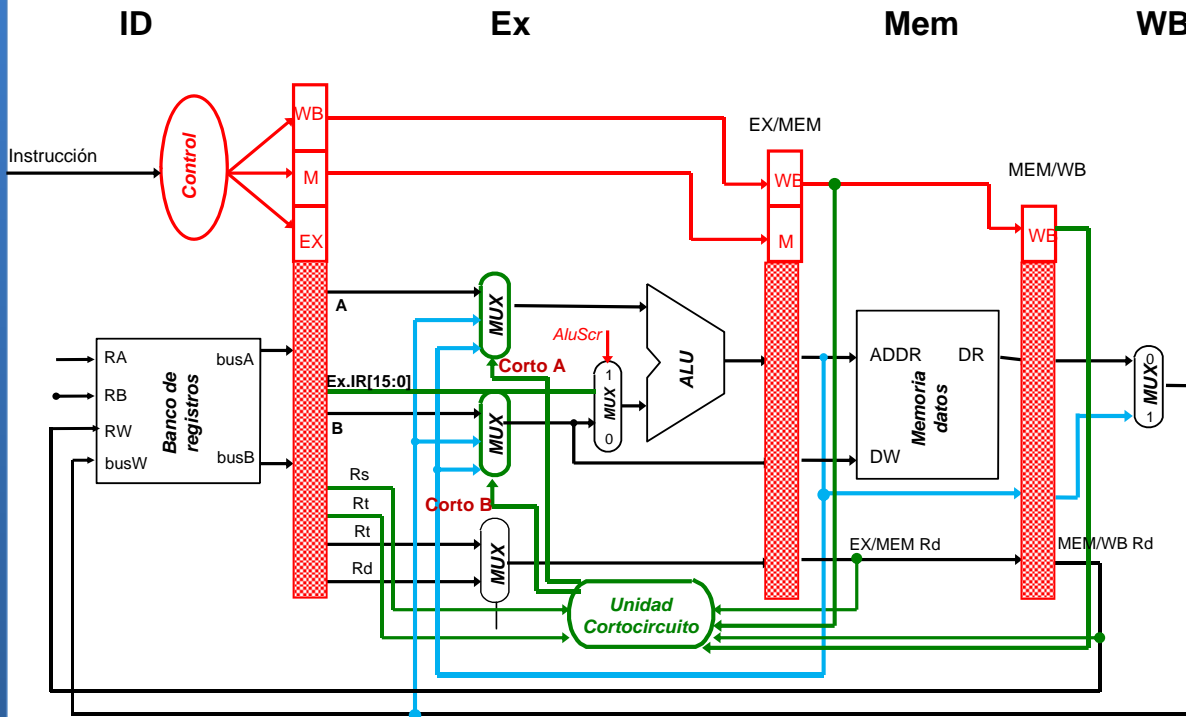 ID
Ex
Mem
WB
WB
EX/MEM
Instrucción
Control
M
WB
MEM/WB
EX
M
WB
A
MUX
AluScr
RA
busA
Corto A
ADDR
DR
0
MUX
Ex.IR[15:0]
1
MUX
0
ALU
Memoria
datos
1
RB
Banco de
registros
B
MUX
RW
busW
busB
DW
Rs
Corto B
Rt
Rt
MUX
EX/MEM Rd
MEM/WB Rd
Rd
Unidad
Cortocircuito